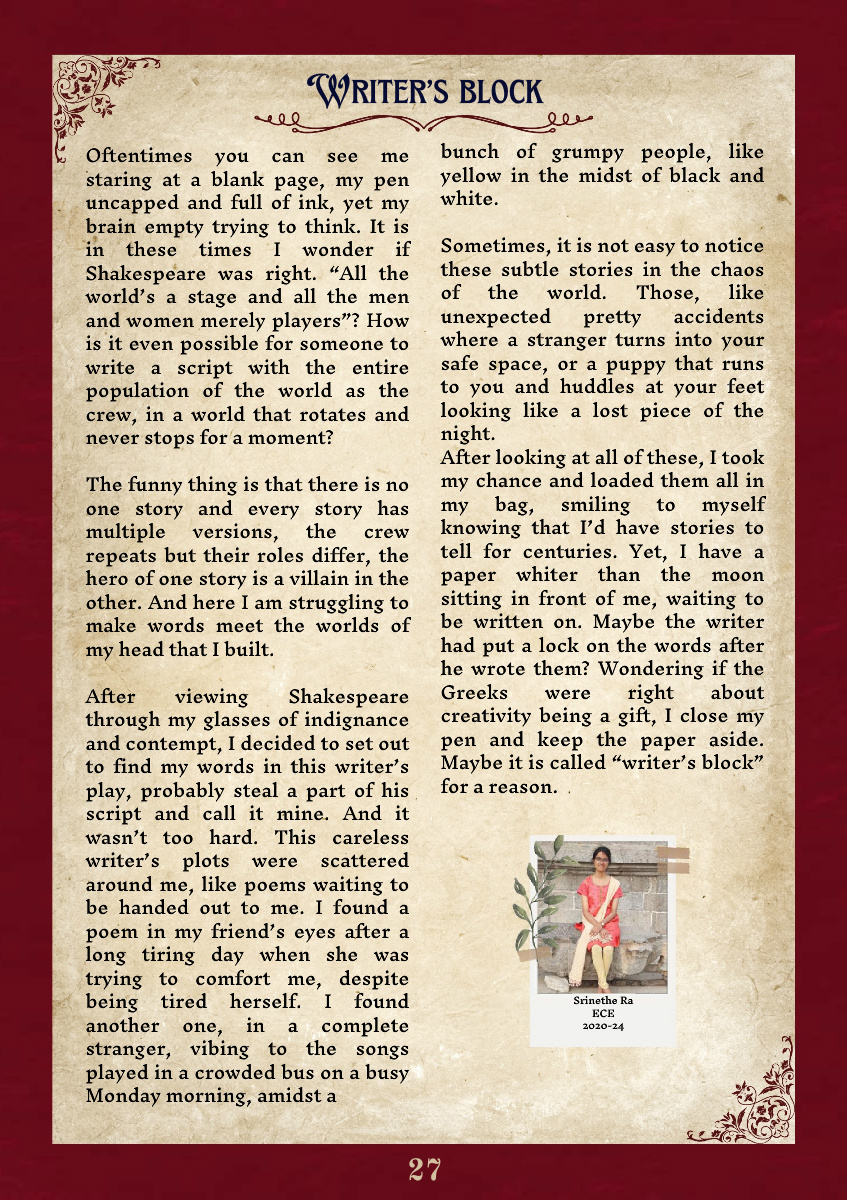 WRITER'S BLOCK
Oftentimes you can see me
staring at a blank page, my pen
uncapped and full of ink, yet my
brain empty trying to think. It is
in these times I wonder if
Shakespeare was right. “All the
world’s a stage and all the men
and women merely players”? How
is it even possible for someone to
write a script with the entire
population of the world as the
crew, in a world that rotates and
never stops for a moment?
The funny thing is that there is no
one story and every story has
multiple versions, the crew
repeats but their roles differ, the
hero of one story is a villain in the
other. And here I am struggling to
make words meet the worlds of
my head that I built.
After viewing Shakespeare
through my glasses of indignance
and contempt, I decided to set out
to find my words in this writer’s
play, probably steal a part of his
script and call it mine. And it
wasn’t too hard. This careless
writer’s plots were scattered
around me, like poems waiting to
be handed out to me. I found a
poem in my friend’s eyes after a
long tiring day when she was
trying to comfort me, despite
being tired herself. I found
another one, in a complete
stranger, vibing to the songs
played in a crowded bus on a busy
Monday morning, amidst a
bunch of grumpy people, like
yellow in the midst of black and
white.
Sometimes, it is not easy to notice
these subtle stories in the chaos
of the world. Those, like
unexpected pretty accidents
where a stranger turns into your
safe space, or a puppy that runs
to you and huddles at your feet
looking like a lost piece of the
night.
After looking at all of these, I took
my chance and loaded them all in
my bag, smiling to myself
knowing that I’d have stories to
tell for centuries. Yet, I have a
paper whiter than the moon
sitting in front of me, waiting to
be written on. Maybe the writer
had put a lock on the words after
he wrote them? Wondering if the
Greeks were right about
creativity being a gift, I close my
pen and keep the paper aside.
Maybe it is called “writer’s block”
for a reason.
Srinethe Ra
ECE
2020-24
27